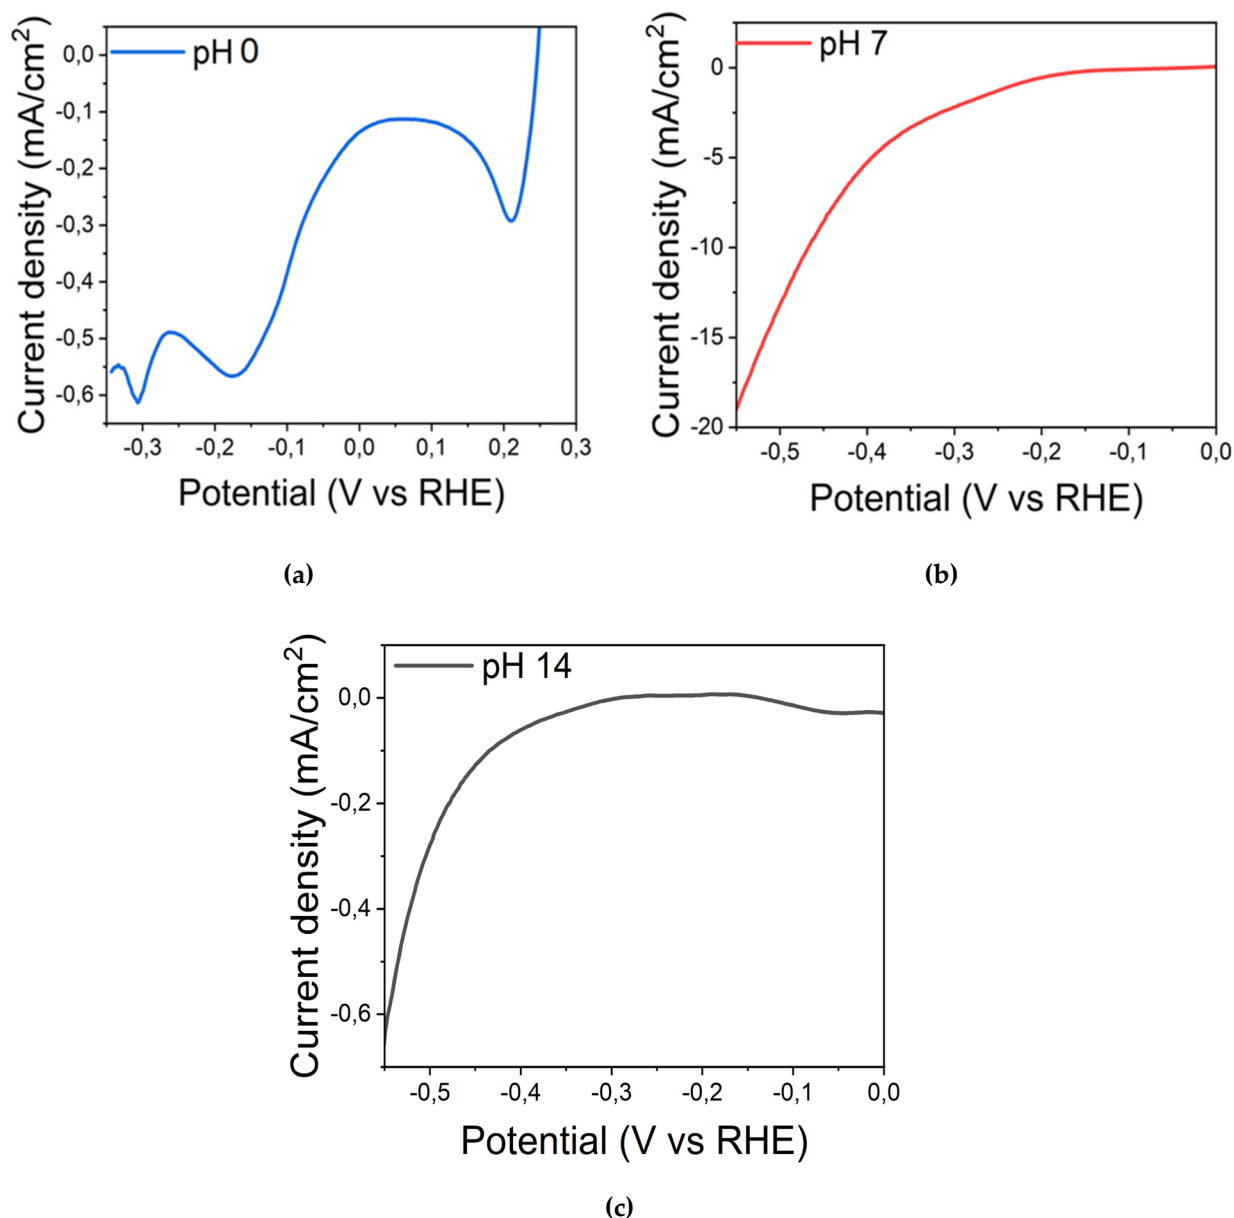 pH 0
Current density (mA/cm²)
0,0
-0,1
-0,2
-0,3
-0,4
-0,5
-0,6
-0,3 -0,2 -0,1 0,0 0,1 0,2 0,3
Potential (V vs RHE)
(a)
pH 7
Current density (mA/cm²)
0
-5
-10
-15
-20
-0,5 -0,4 -0,3 -0,2 -0,1 0,0
Potential (V vs RHE)
(b)
pH 14
Current density (mA/cm²)
0,0
-0,2
-0,4
-0,6
-0,5 -0,4 -0,3 -0,2 -0,1 0,0
Potential (V vs RHE)
(c)